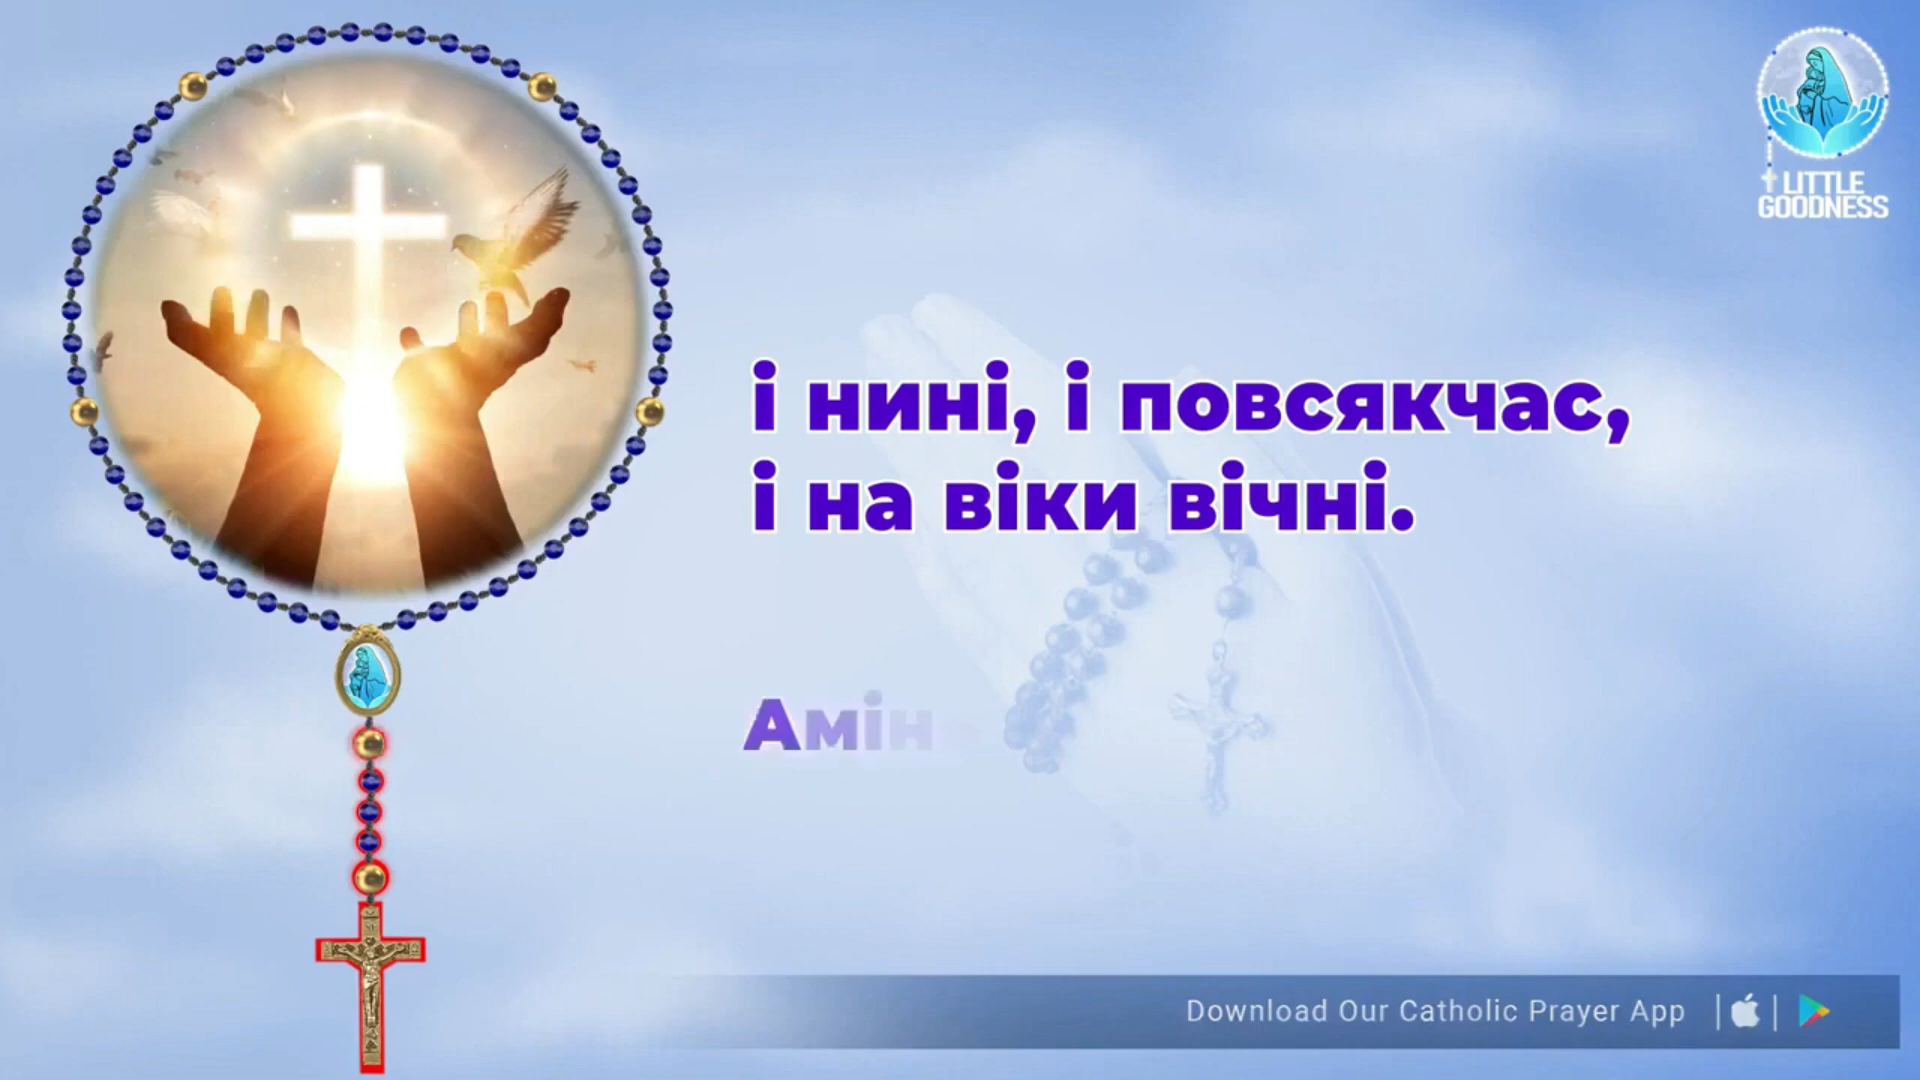 LITTLE
GOODNESS
і нині, і повсякчас,
і на віки вічні.
Амін
Download Our Catholic Prayer App